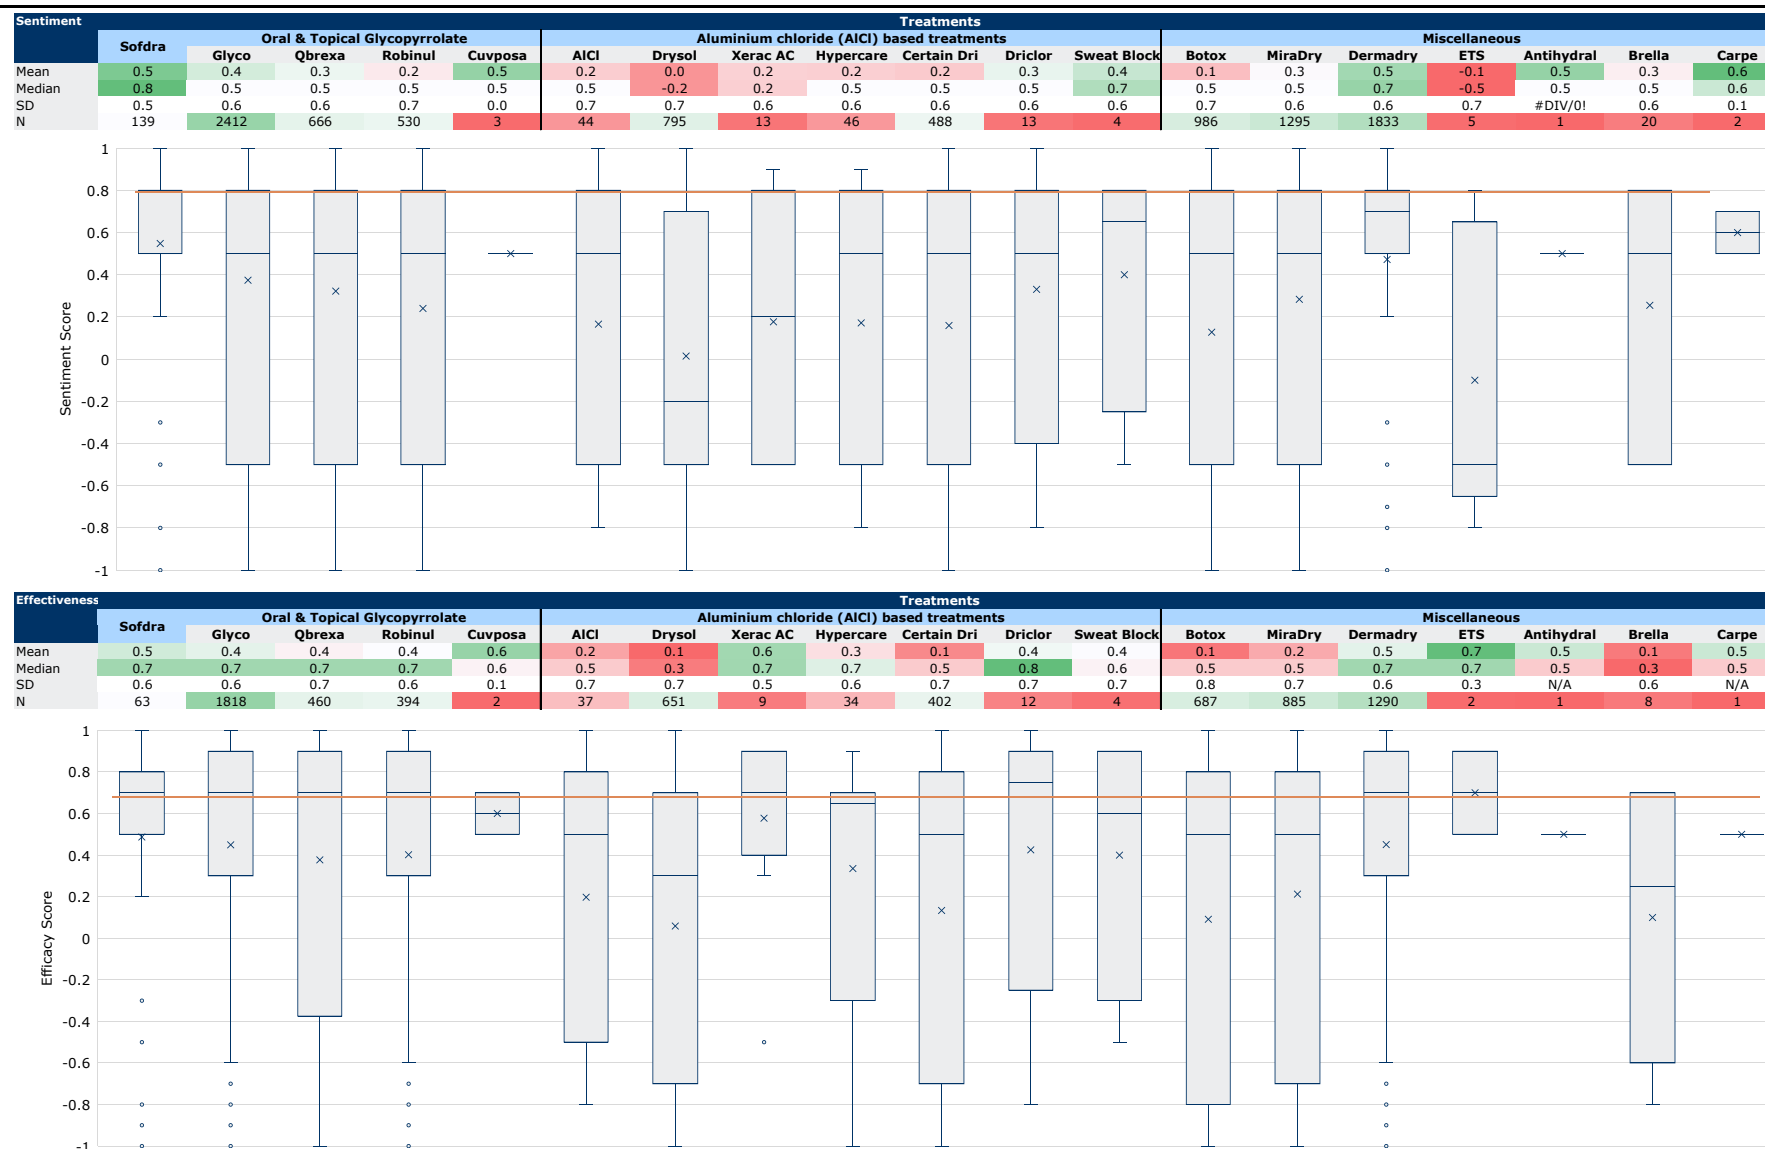 Sentiment Treatments
Sofdra Oral & Topical Glycopyrrolate Aluminium chloride (AlCl) based treatments Miscellaneous
Glyco Qbrexa Robinul Cuvposa AlCl Drysol Xerac AC Hypercare Certain Dri Driclor Sweat Block Botox MiraDry Dermadry ETS Antihydral Brella Carpe
Mean 0.5 0.4 0.3 0.2 0.5 0.2 0.0 0.2 0.2 0.2 0.3 0.4 0.1 0.3 0.5 -0.1 0.5 0.3 0.6
Median 0.8 0.5 0.5 0.5 0.5 0.5 -0.2 0.2 0.5 0.5 0.5 0.7 0.5 0.5 0.7 -0.5 0.5 0.5 0.6
SD 0.5 0.6 0.6 0.7 0.0 0.7 0.7 0.6 0.6 0.6 0.6 0.6 0.7 0.6 0.6 0.7 #DIV/0! 0.6 0.1
N 139 2412 666 530 3 44 795 13 46 488 13 4 986 1295 1833 5 1 20 2
1
0.8
0.6
0.4
0.2
0
-0.2
-0.4
-0.6
-0.8
-1
Sentiment Score
Effectiveness Treatments
Sofdra Oral & Topical Glycopyrrolate Aluminium chloride (AlCl) based treatments Miscellaneous
Glyco Qbrexa Robinul Cuvposa AlCl Drysol Xerac AC Hypercare Certain Dri Driclor Sweat Block Botox MiraDry Dermadry ETS Antihydral Brella Carpe
Mean 0.5 0.4 0.4 0.4 0.6 0.2 0.1 0.6 0.3 0.1 0.4 0.4 0.1 0.2 0.5 0.7 0.5 0.1 0.5
Median 0.7 0.7 0.7 0.7 0.6 0.5 0.3 0.7 0.7 0.5 0.8 0.6 0.5 0.5 0.7 0.7 0.5 0.3 0.5
SD 0.6 0.6 0.7 0.6 0.1 0.7 0.7 0.5 0.6 0.7 0.7 0.7 0.8 0.7 0.6 0.3 N/A 0.6 N/A
N 63 1818 460 394 2 37 651 9 34 402 12 4 687 885 1290 2 1 8 1
1
0.8
0.6
0.4
0.2
0
-0.2
-0.4
-0.6
-0.8
-1
Efficacy Score